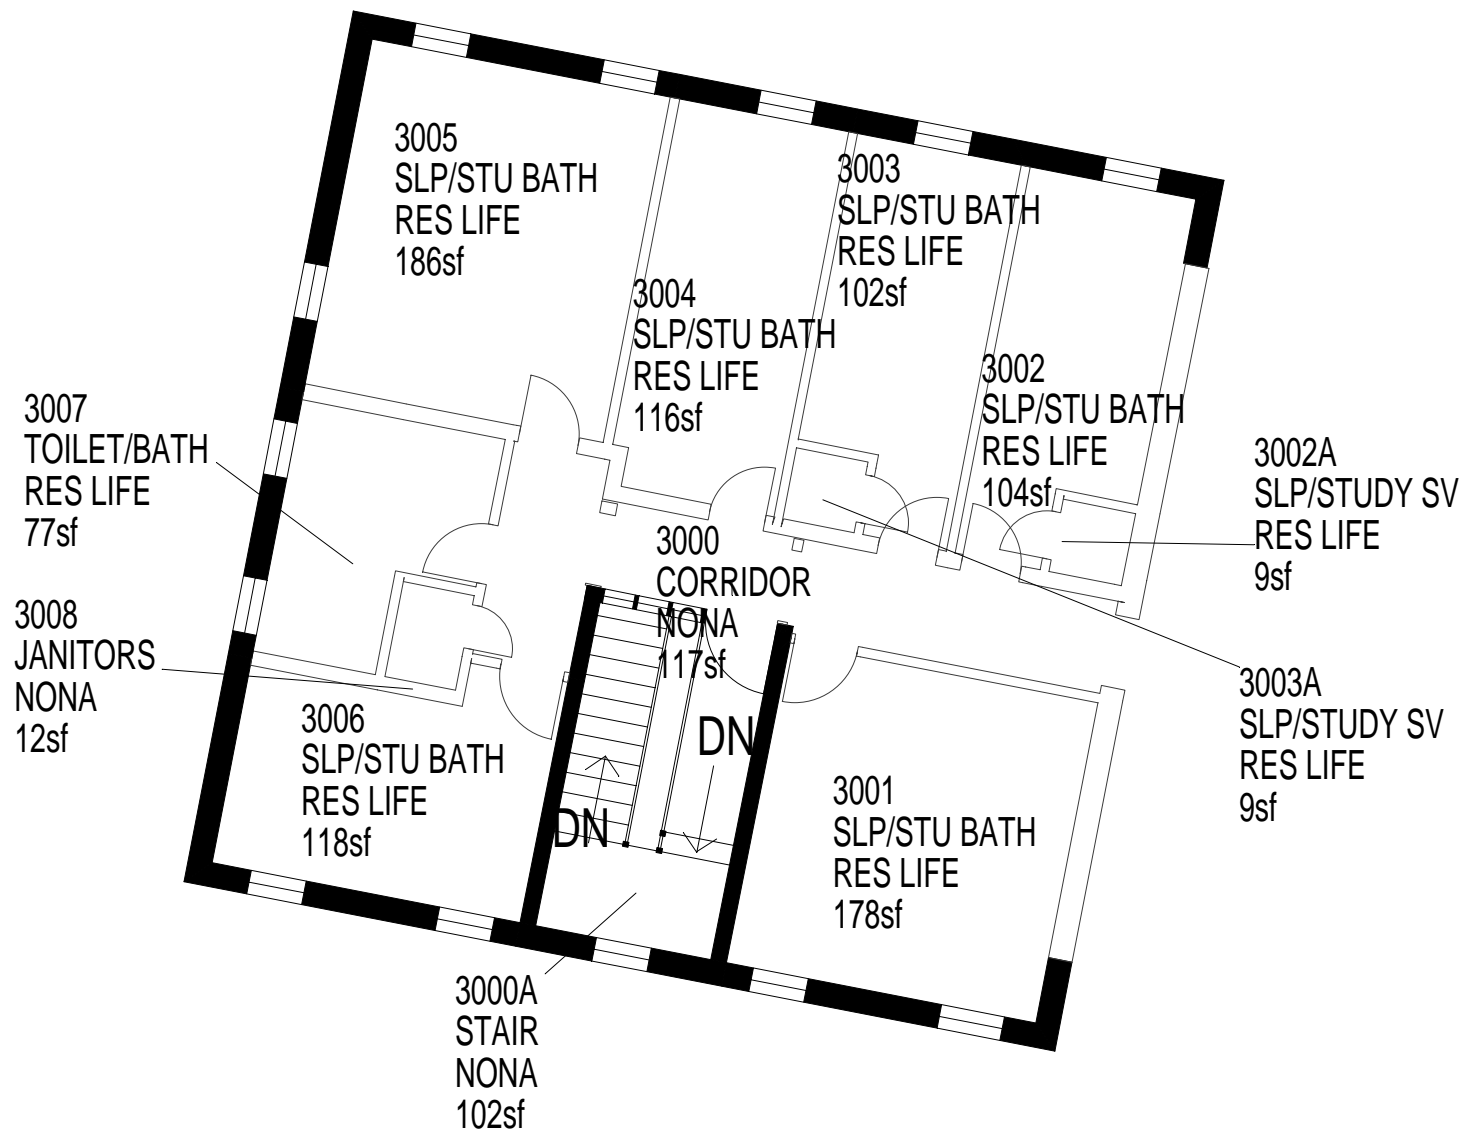 3005
SLP/STU BATH
RES LIFE
186sf
3003
SLP/STU BATH
RES LIFE
102sf
3004
SLP/STU BATH
RES LIFE
116sf
3002
SLP/STU BATH
RES LIFE
104sf
3007
TOILET/BATH
RES LIFE
77sf
3002A
SLP/STUDY SV
RES LIFE
9sf
3000
CORRIDOR
NONA
117sf
3008
JANITORS
NONA
12sf
3003A
SLP/STUDY SV
RES LIFE
9sf
3006
SLP/STU BATH
RES LIFE
118sf
DN
DN
3001
SLP/STU BATH
RES LIFE
178sf
3000A
STAIR
NONA
102sf